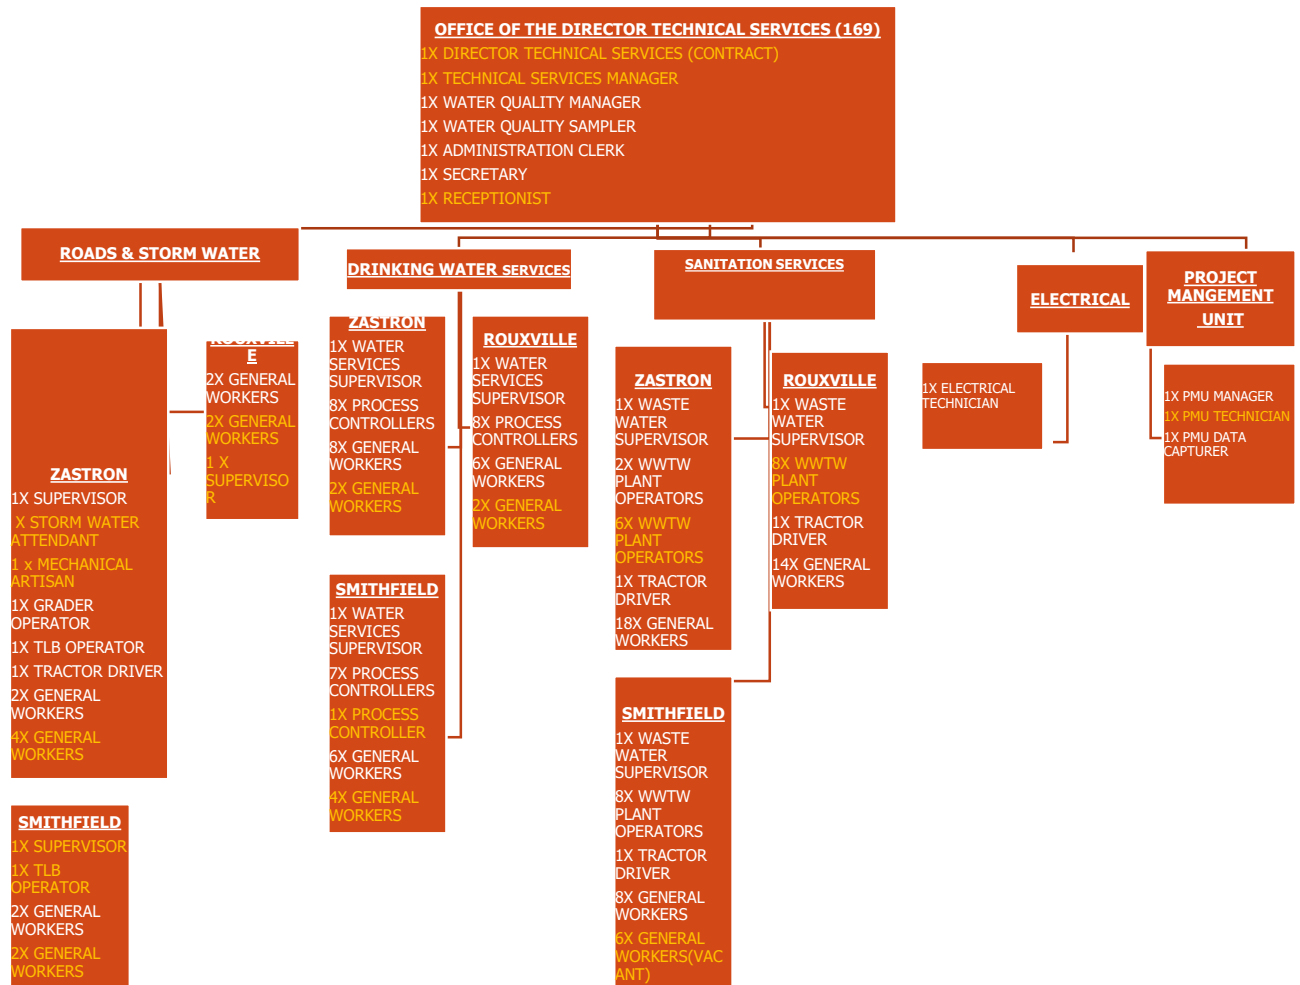 OFFICE OF THE DIRECTOR TECHNICAL SERVICES (169)
1X DIRECTOR TECHNICAL SERVICES (CONTRACT)
1X TECHNICAL SERVICES MANAGER
1X WATER QUALITY MANAGER
1X WATER QUALITY SAMPLER
1X ADMINISTRATION CLERK
1X SECRETARY
1X RECEPTIONIST
ROADS & STORM WATER
ZASTRON
1X SUPERVISOR
X STORM WATER
ATTENDANT
1 x MECHANICAL
ARTISAN
1X GRADER
OPERATOR
1X TLB OPERATOR
1X TRACTOR DRIVER
2X GENERAL
WORKERS
4X GENERAL
WORKERS
ROUXVILL
E
2X GENERAL
WORKERS
2X GENERAL
WORKERS
1 X
SUPERVISO
R
SMITHFIELD
1X SUPERVISOR
1X TLB
OPERATOR
2X GENERAL
WORKERS
2X GENERAL
WORKERS
DRINKING WATER SERVICES
ZASTRON
1X WATER
SERVICES
SUPERVISOR
8X PROCESS
CONTROLLERS
8X GENERAL
WORKERS
2X GENERAL
WORKERS
ROUXVILLE
1X WATER
SERVICES
SUPERVISOR
8X PROCESS
CONTROLLERS
6X GENERAL
WORKERS
2X GENERAL
WORKERS
SMITHFIELD
1X WATER
SERVICES
SUPERVISOR
7X PROCESS
CONTROLLERS
1X PROCESS
CONTROLLER
6X GENERAL
WORKERS
4X GENERAL
WORKERS
SANITATION SERVICES
ZASTRON
1X WASTE
WATER
SUPERVISOR
2X WWTW
PLANT
OPERATORS
6X WWTW
PLANT
OPERATORS
1X TRACTOR
DRIVER
18X GENERAL
WORKERS
ROUXVILLE
1X WASTE
WATER
SUPERVISOR
8X WWTW
PLANT
OPERATORS
1X TRACTOR
DRIVER
14X GENERAL
WORKERS
SMITHFIELD
1X WASTE
WATER
SUPERVISOR
8X WWTW
PLANT
OPERATORS
1X TRACTOR
DRIVER
8X GENERAL
WORKERS
6X GENERAL
WORKERS(VAC
ANT)
ELECTRICAL
1X ELECTRICAL
TECHNICIAN
PROJECT
MANGEMENT
UNIT
1X PMU MANAGER
1X PMU TECHNICIAN
1X PMU DATA
CAPTURER